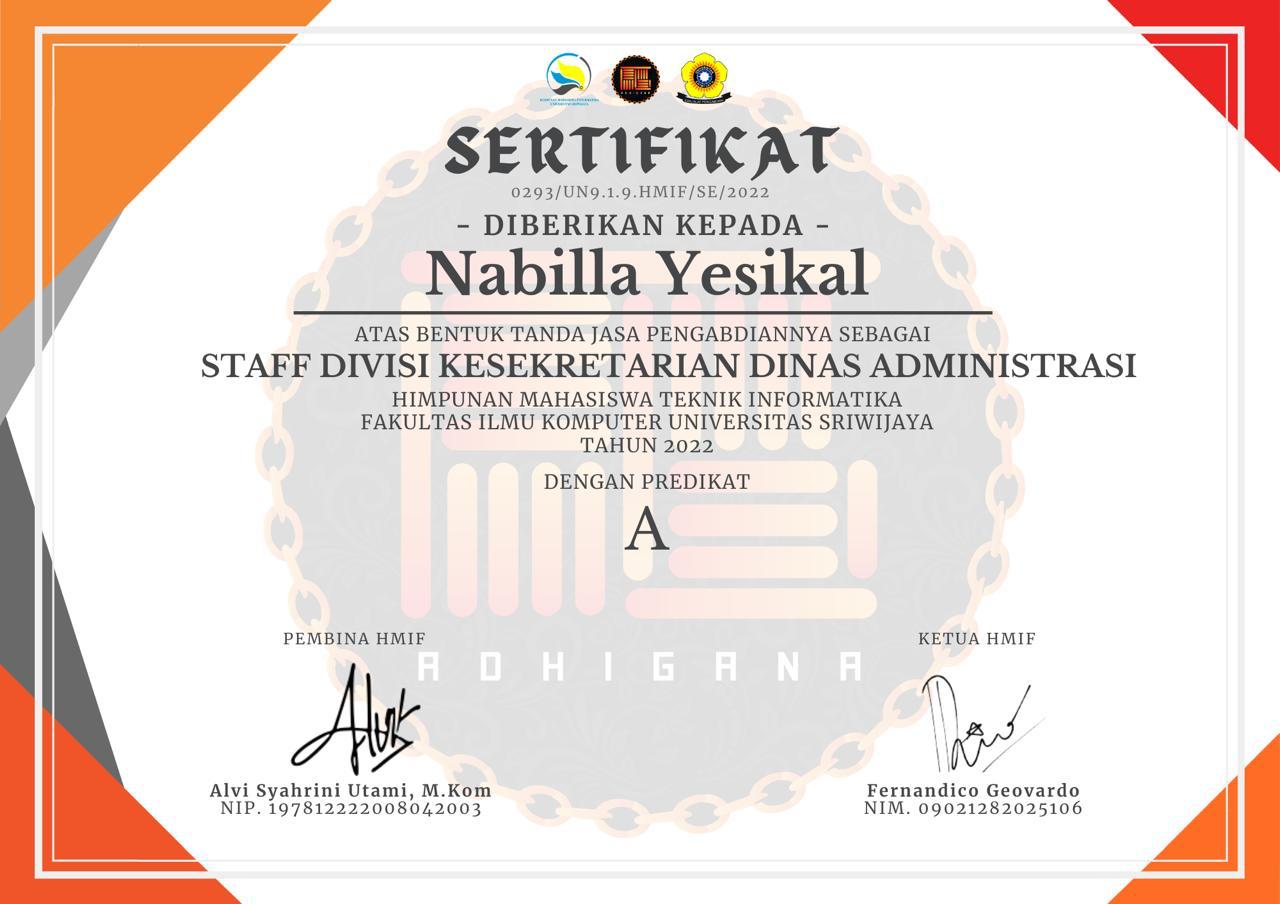 SERTIFIKAT
0293/UN9.1.9.HMIF/SE/2022
- DIBERIKAN KEPADA -
Nabilla Yesikal
ATAS BENTUK TANDA JASA PENGABDIANNYA SEBAGAI
STAFF DIVISI KESEKRETARIAN DINAS ADMINISTRASI
HIMPUNAN MAHASISWA TEKNIK INFORMATIKA
FAKULTAS ILMU KOMPUTER UNIVERSITAS SRIWIJAYA
TAHUN 2022
DENGAN PREDIKAT
A
PEMBINA HMIF
KETUA HMIF
ADHIGANA
Alvi Syahrini Utami, M.Kom
NIP. 197812222008042003
Fernandico Geovardo
NIM. 09021282025106